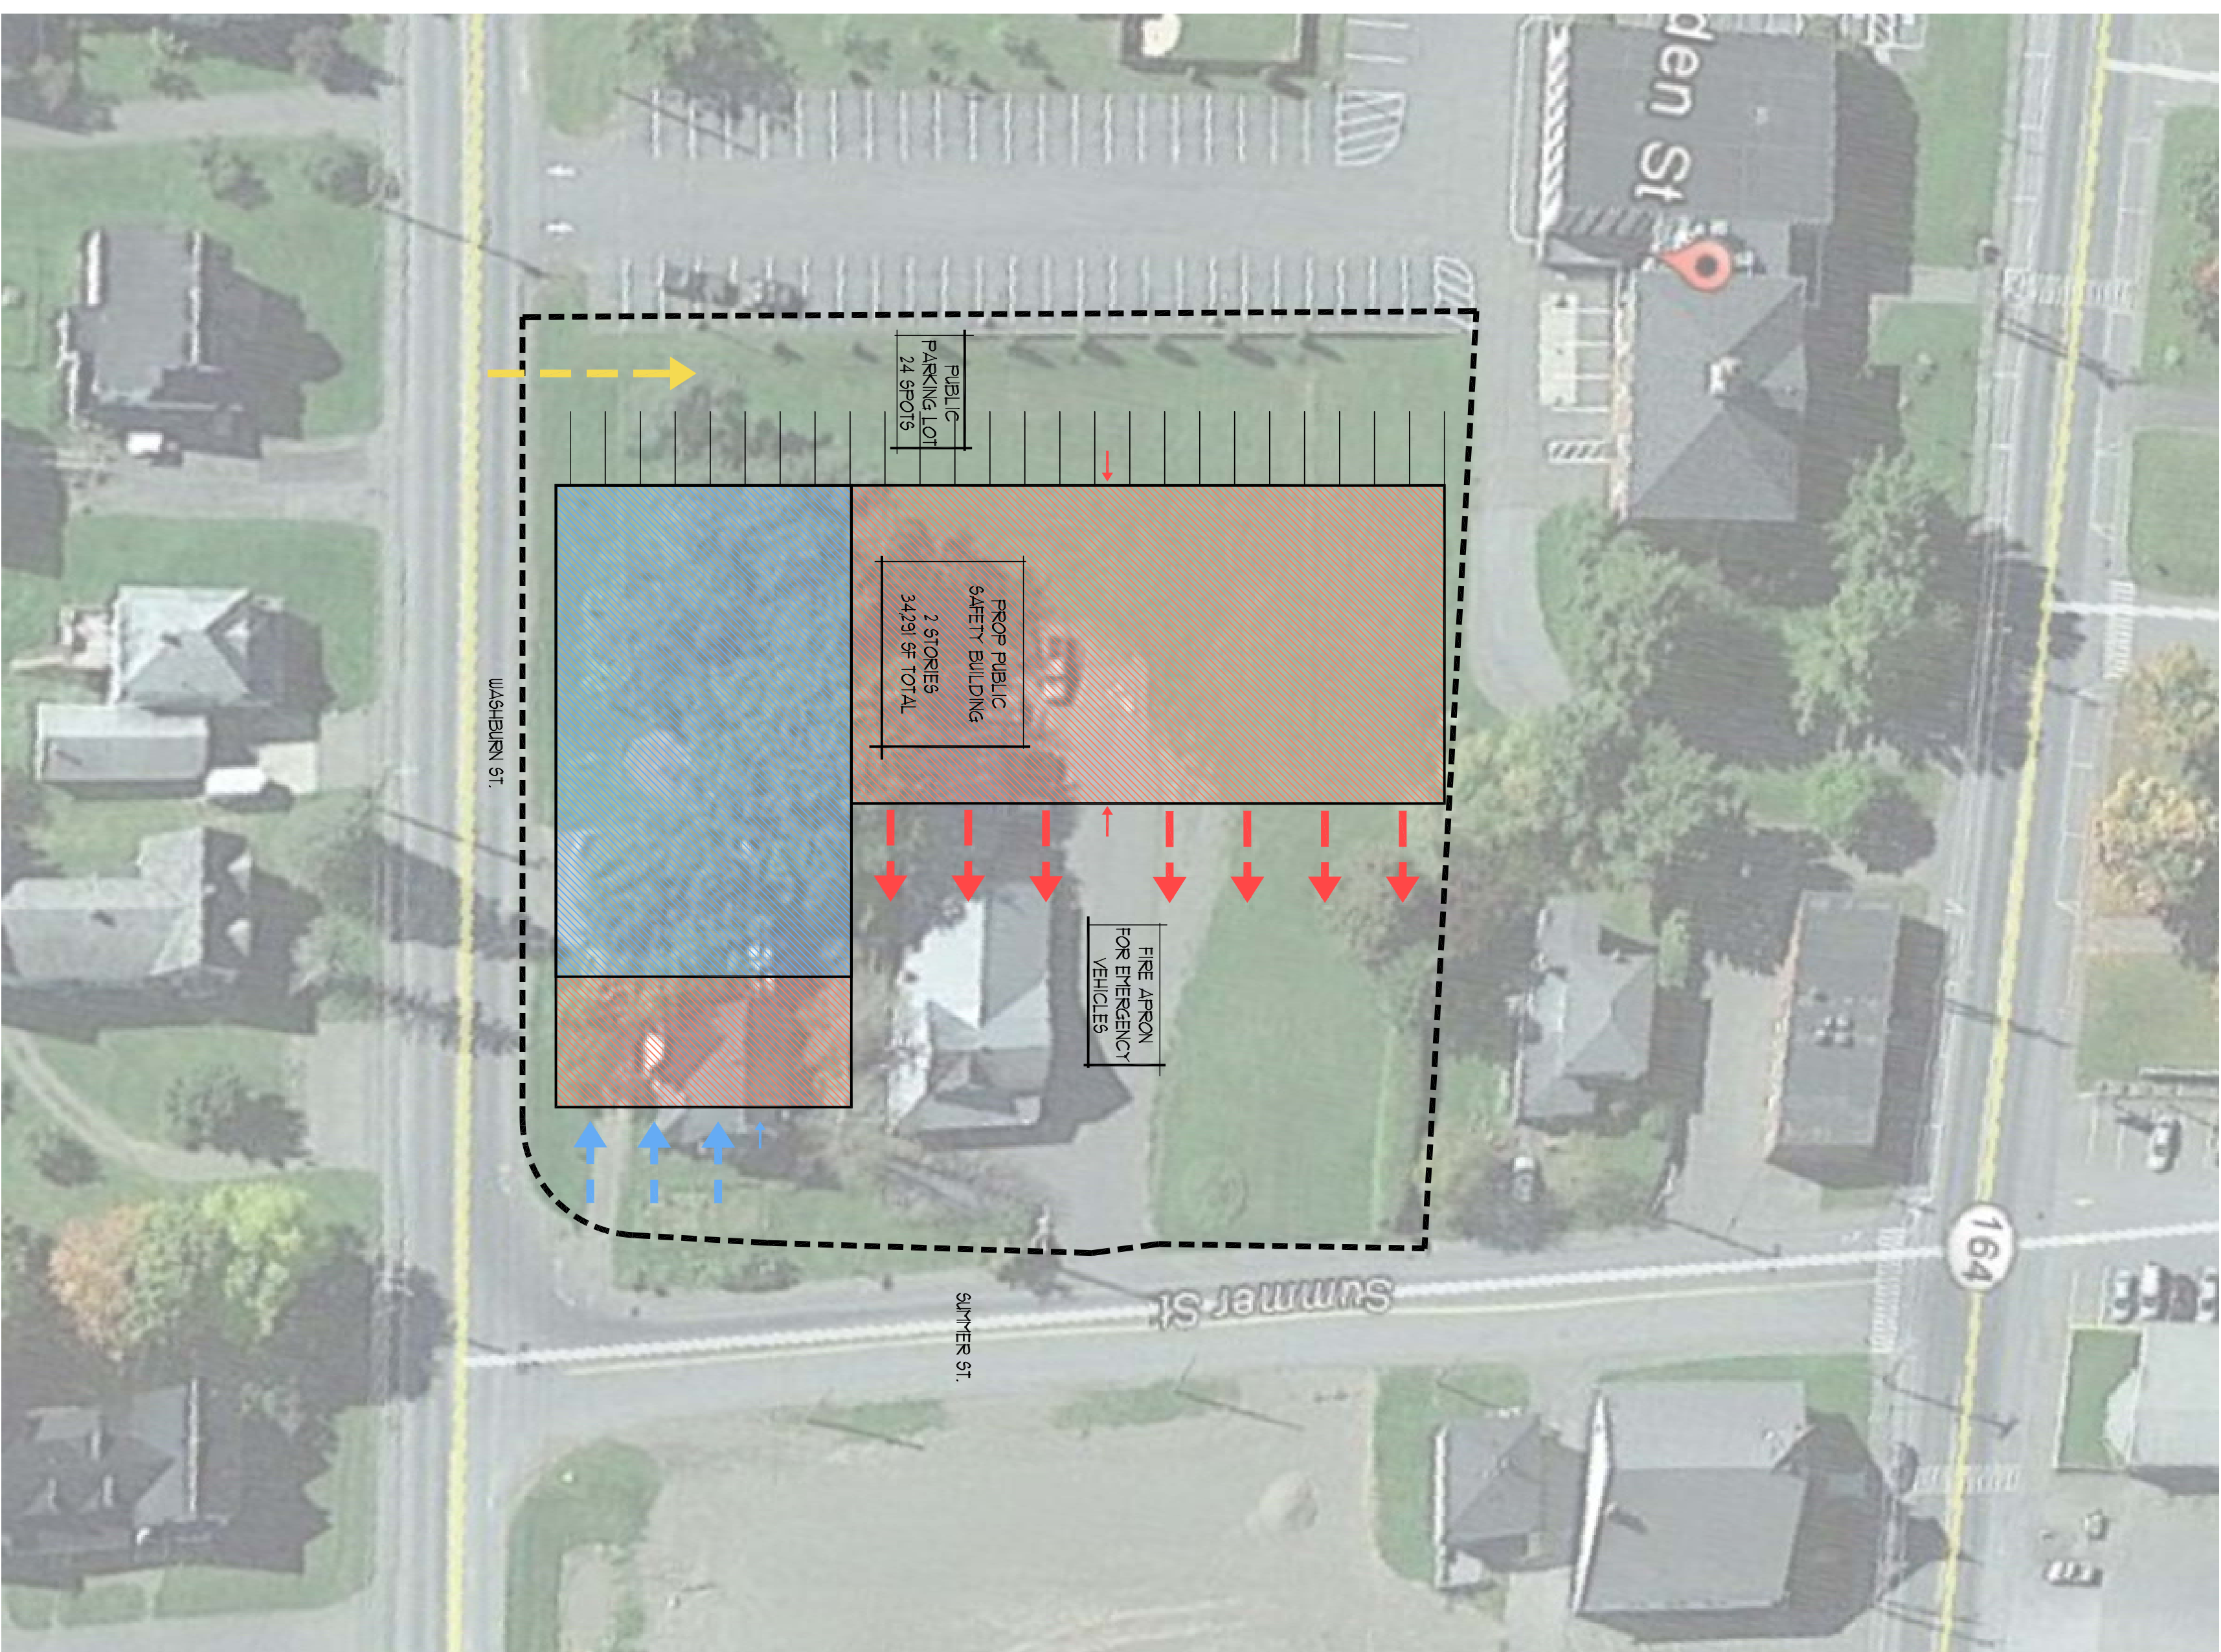 den St
PUBLIC
PARKING LOT
24 SPOTS
PROP PUBLIC
SAFETY BUILDING
2 STORIES
34,291 SF TOTAL
WASHBURN ST.
FIRE APRON
FOR EMERGENCY
VEHICLES
164
Summer St
SUMMER ST.